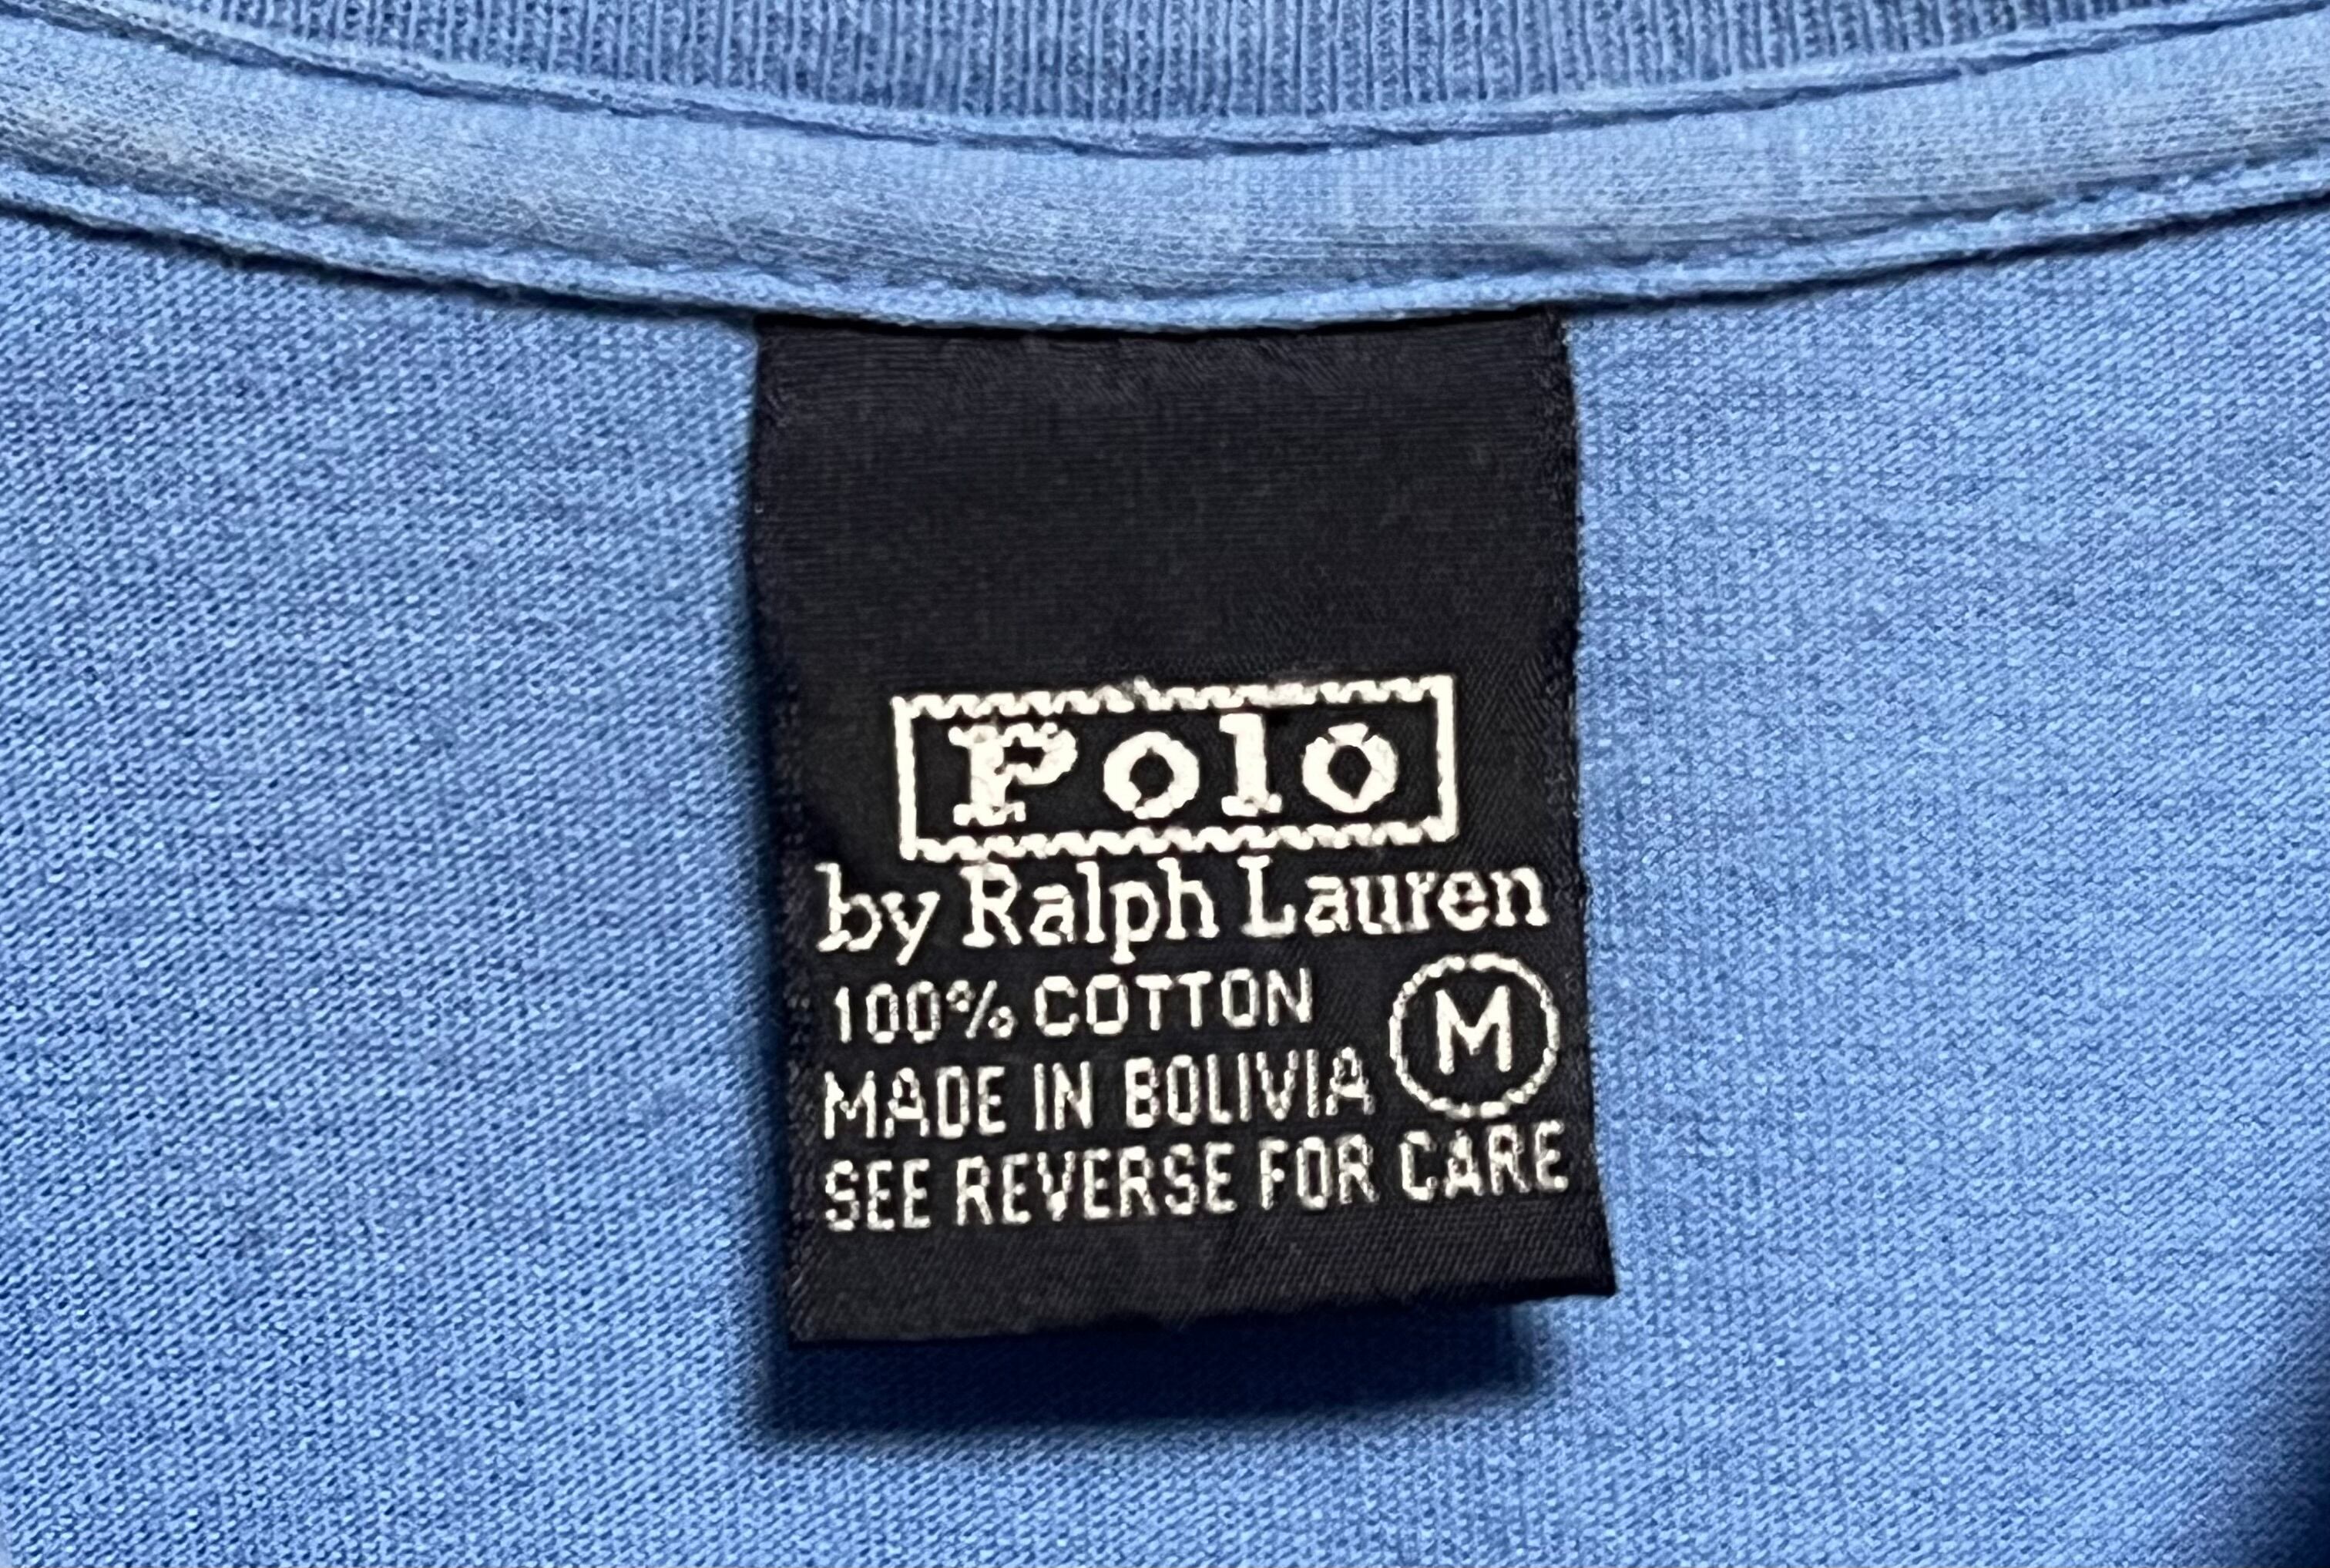 Polo
by Ralph Lauren
100% COTTON
MADE IN BOLIVIA
M
SEE REVERSE FOR CARE